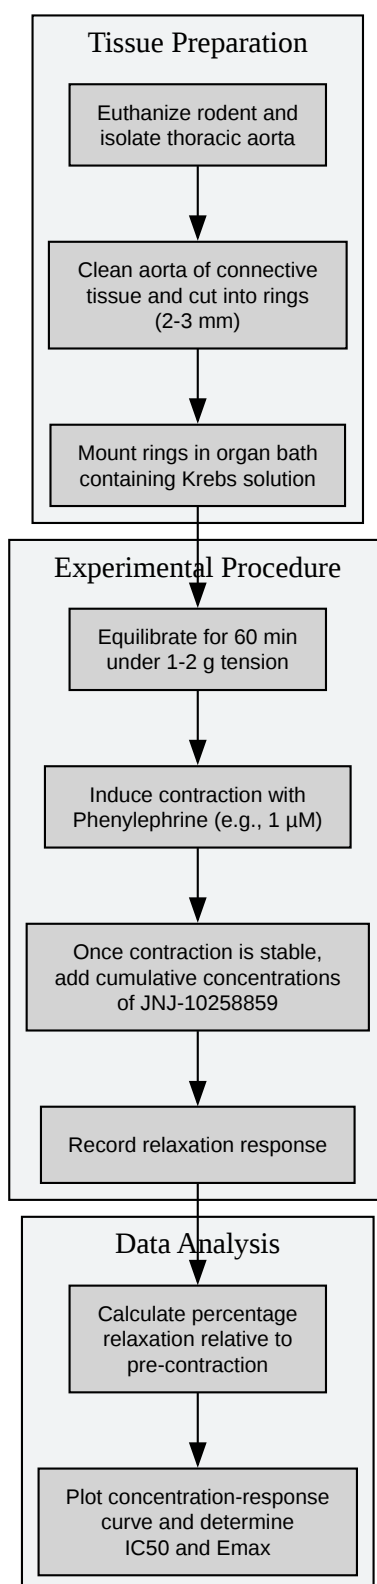 Tissue Preparation
Euthanize rodent and
isolate thoracic aorta
Clean aorta of connective
tissue and cut into rings
(2-3 mm)
Mount rings in organ bath
containing Krebs solution
Experimental Procedure
Equilibrate for 60 min
under 1-2 g tension
Induce contraction with
Phenylephrine (e.g., 1 µM)
Once contraction is stable,
add cumulative concentrations
of JNJ-10258859
Record relaxation response
Data Analysis
Calculate percentage
relaxation relative to
pre-contraction
Plot concentration-response
curve and determine
IC50 and Emax